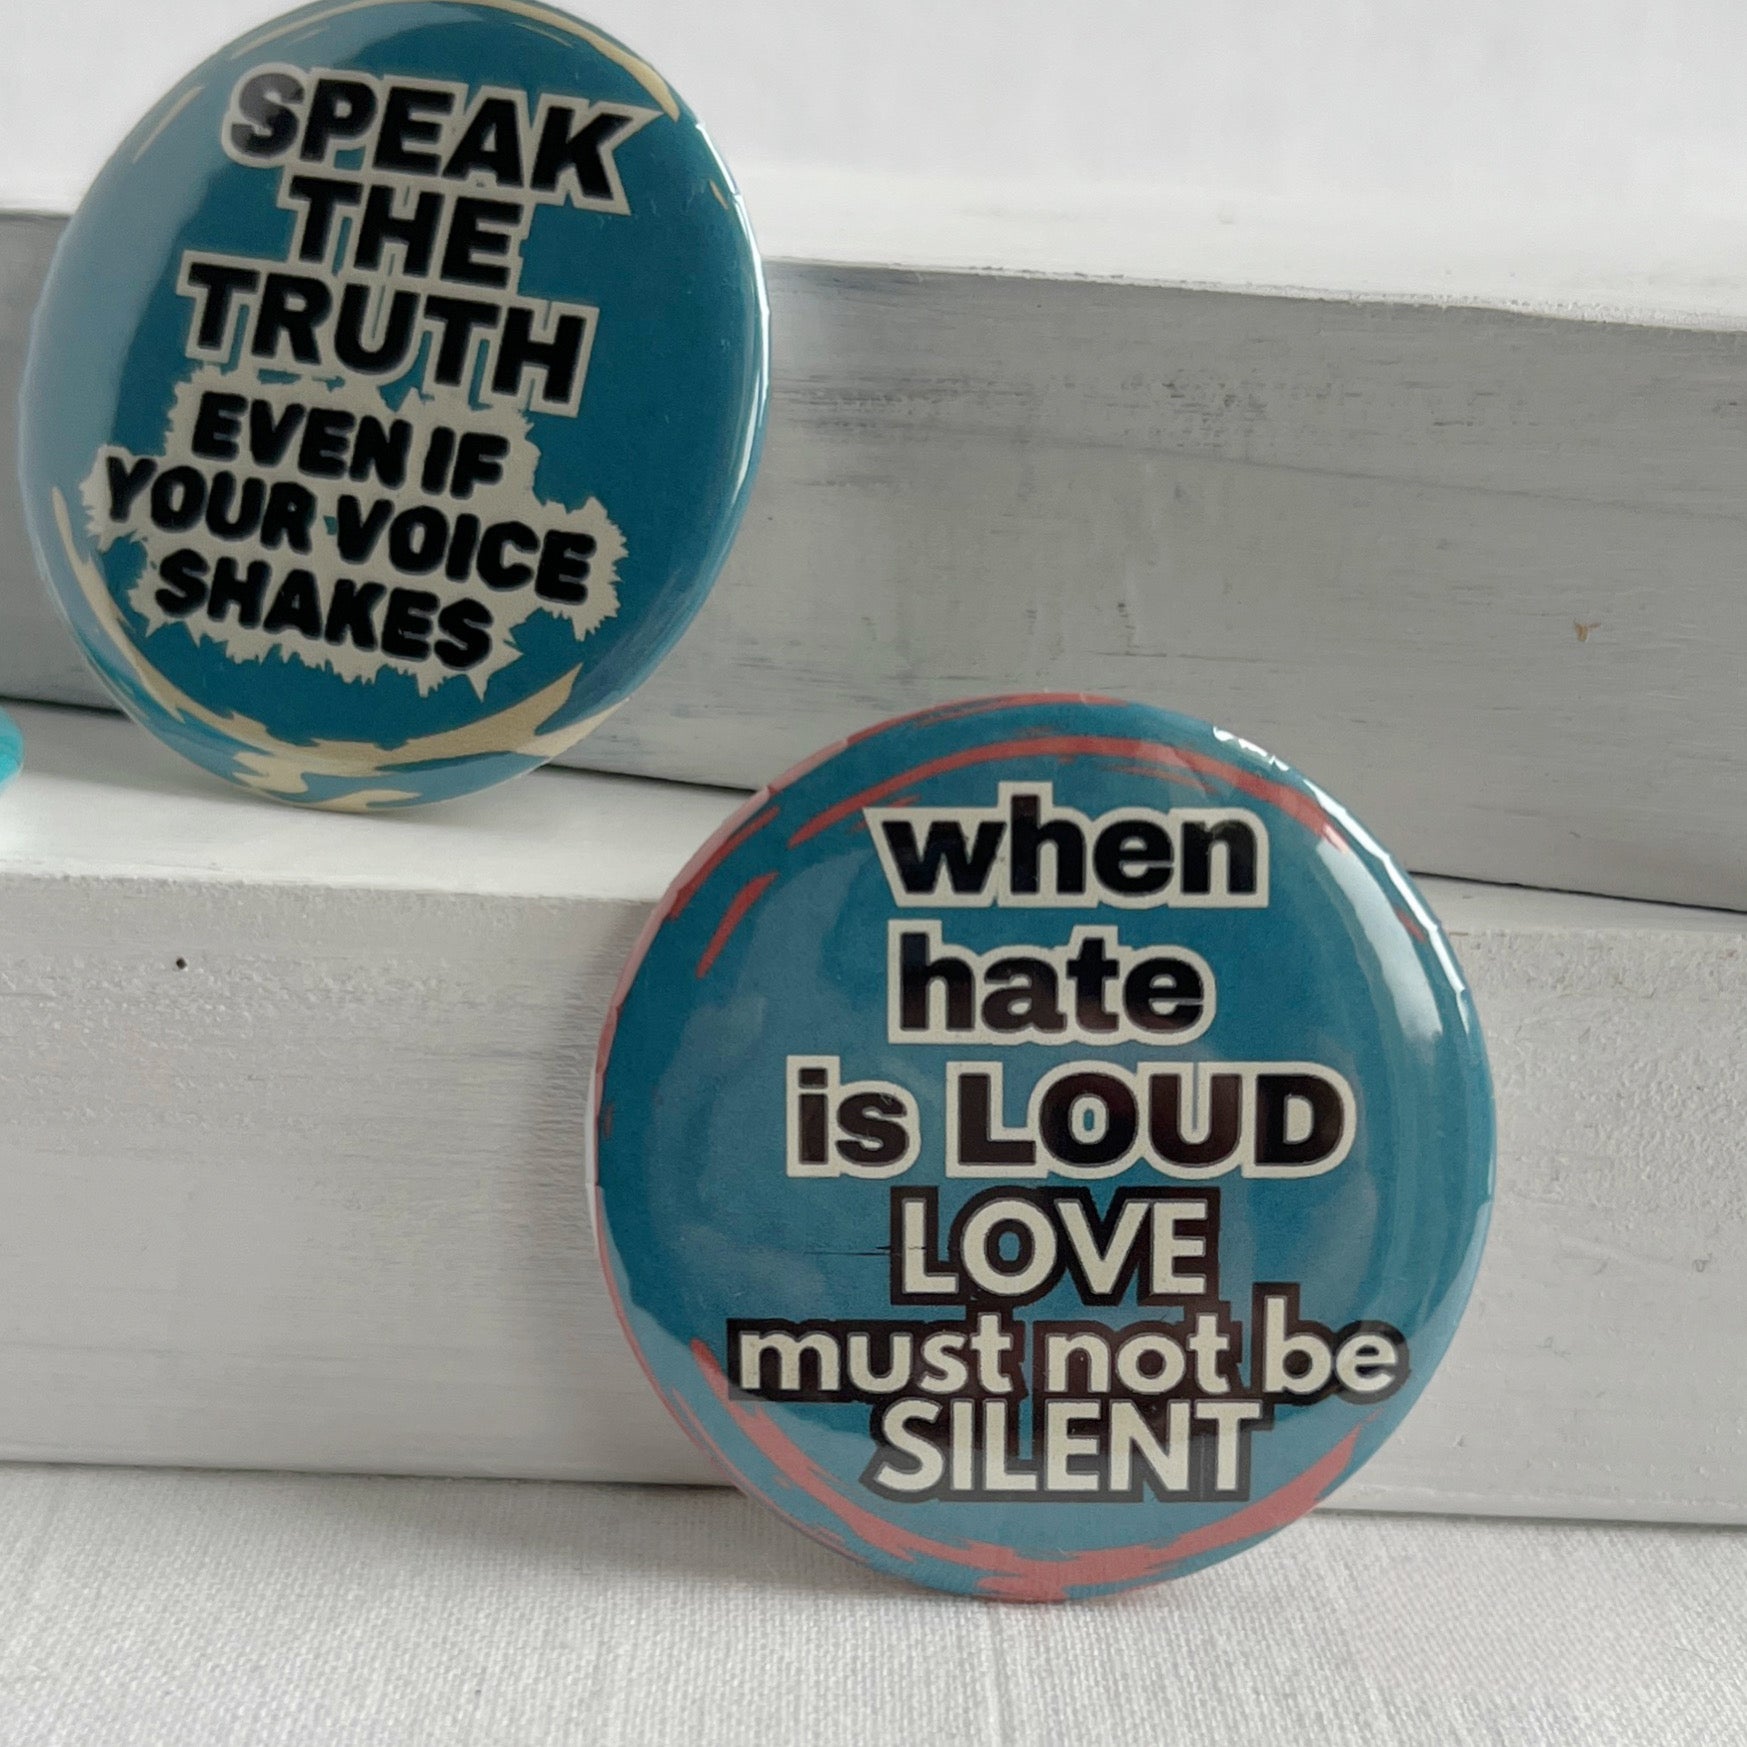 SPEAK
THE
TRUTH
EVEN IF
YOUR VOICE
SHAKES
when
hate
is LOUD
LOVE
must not be
SILENT